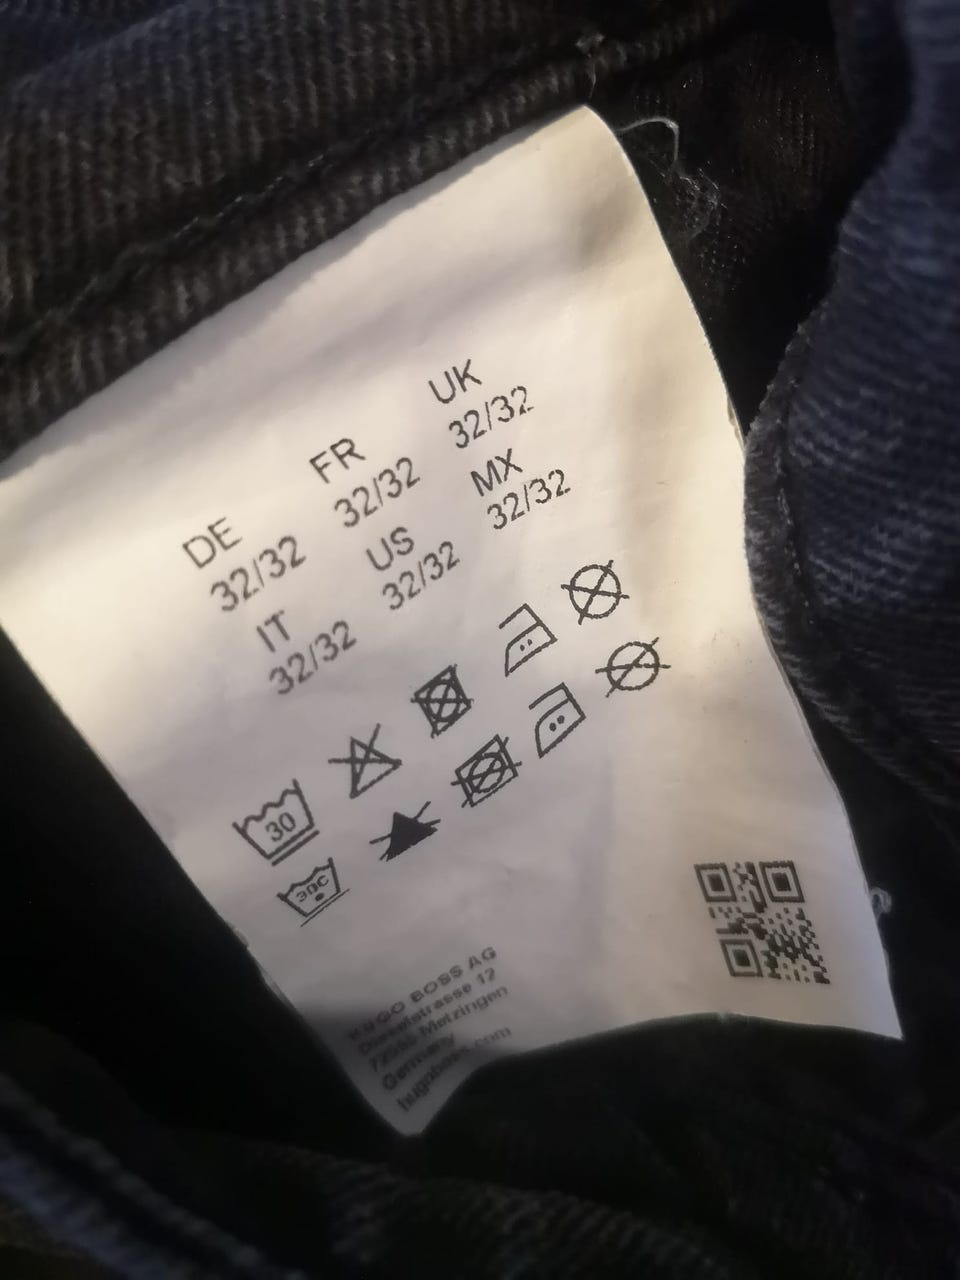 DE FR UK
32/32 32/32 32/32
IT US MX
32/32 32/32 32/32
30
30C
HUGO BOSS AG
Dieselstrasse 12
72555 Metzingen
Germany
hugoboss.com